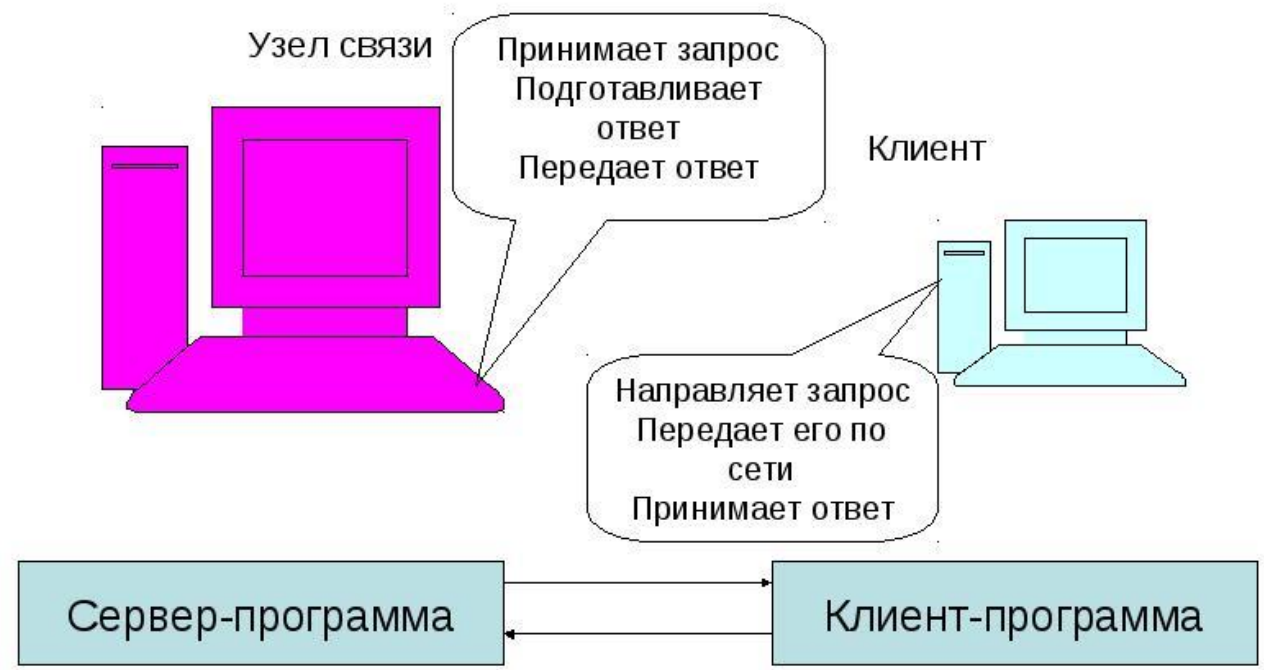 Узел связи
Принимает запрос
Подготавливает
ответ
Передает ответ
Клиент
Направляет запрос
Передает его по
сети
Принимает ответ
Сервер-программа
Клиент-программа